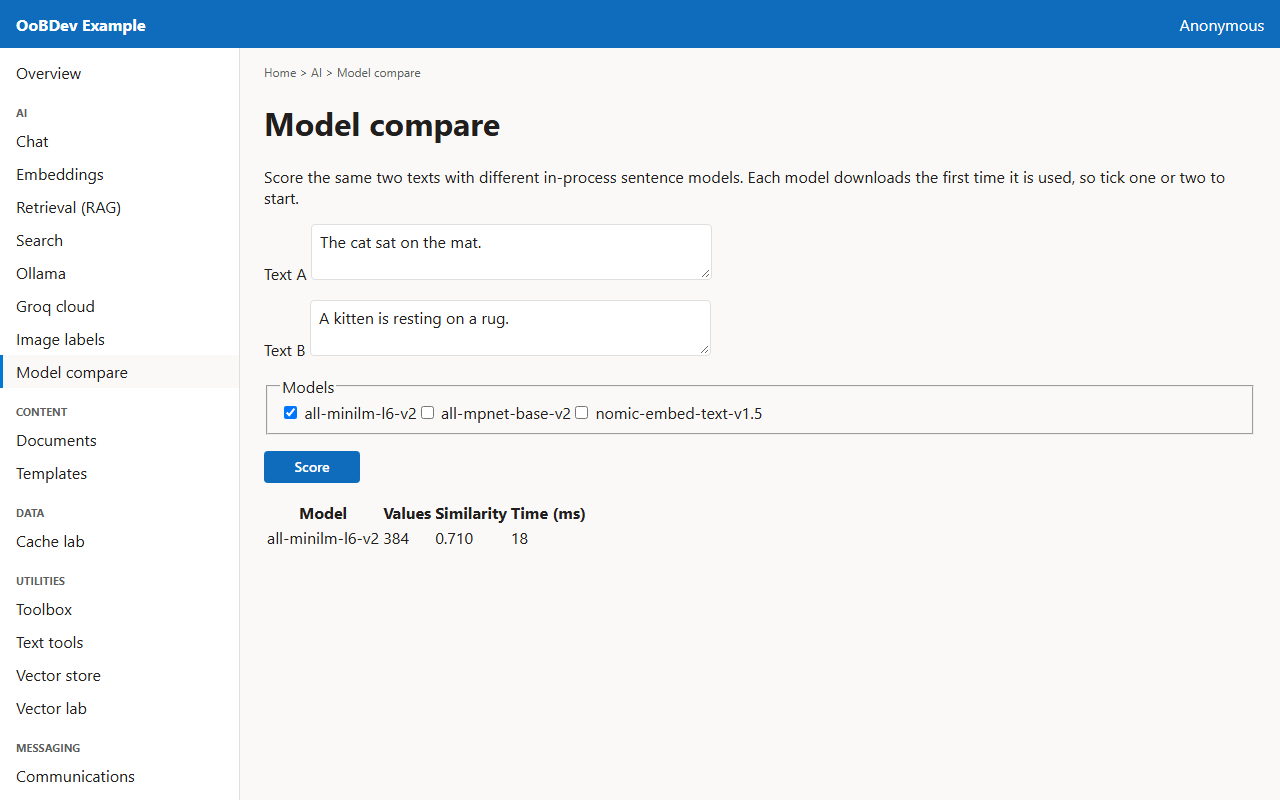 OoBDev Example
Anonymous
Overview
AI
Chat
Embeddings
Retrieval (RAG)
Search
Ollama
Groq cloud
Image labels
Model compare
CONTENT
Documents
Templates
DATA
Cache lab
UTILITIES
Toolbox
Text tools
Vector store
Vector lab
MESSAGING
Communications
Home > AI > Model compare
Model compare
Score the same two texts with different in-process sentence models. Each model downloads the first time it is used, so tick one or two to
start.
Text A The cat sat on the mat.
Text B A kitten is resting on a rug.
Models
all-minilm-l6-v2 all-mpnet-base-v2 nomic-embed-text-v1.5
Score
Model Values Similarity Time (ms)
all-minilm-l6-v2 384 0.710 18